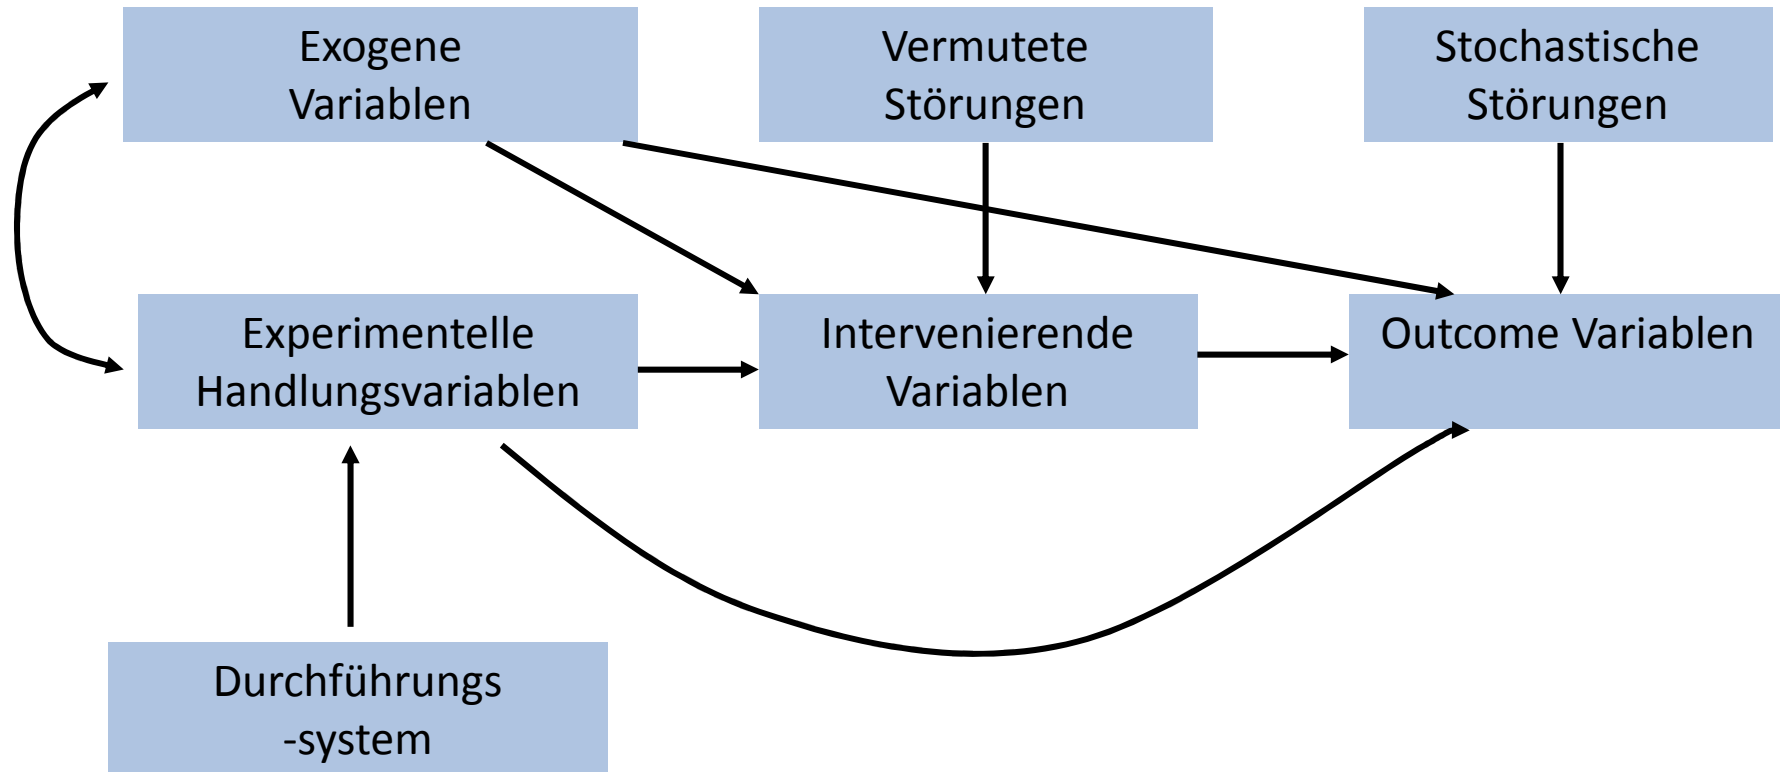 Exogene
Variablen
Vermutete
Störungen
Stochastische
Störungen
Experimentelle
Handlungsvariablen
Intervenierende
Variablen
Outcome Variablen
Durchführungs
-system